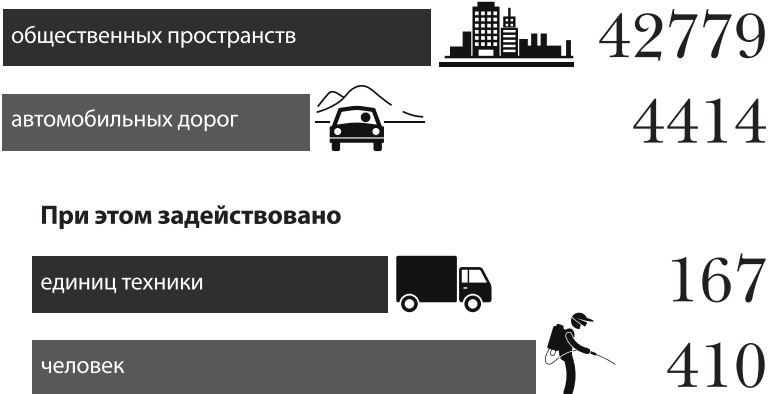 общественных пространств 42779
автомобильных дорог 4414
При этом задействовано
единиц техники 167
человек 410